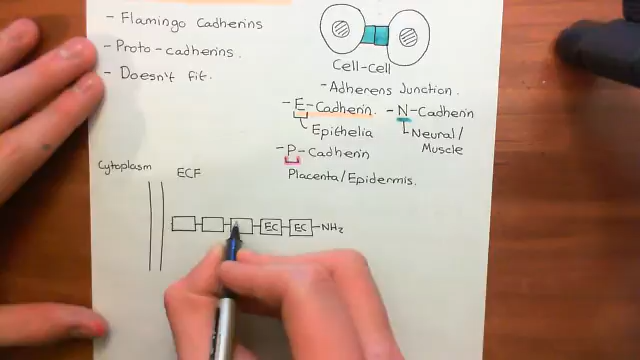 - Flamingo Cadherins
- Proto-cadherins.
- Doesn't fit.
Cell-cell
-Adherens Junction.
-E-Cadherin.
Epithelia
-N-Cadherin
Neural/
Muscle
-P-Cadherin
Placenta/Epidermis.
Cytoplasm
ECF
EC
EC
-NH2